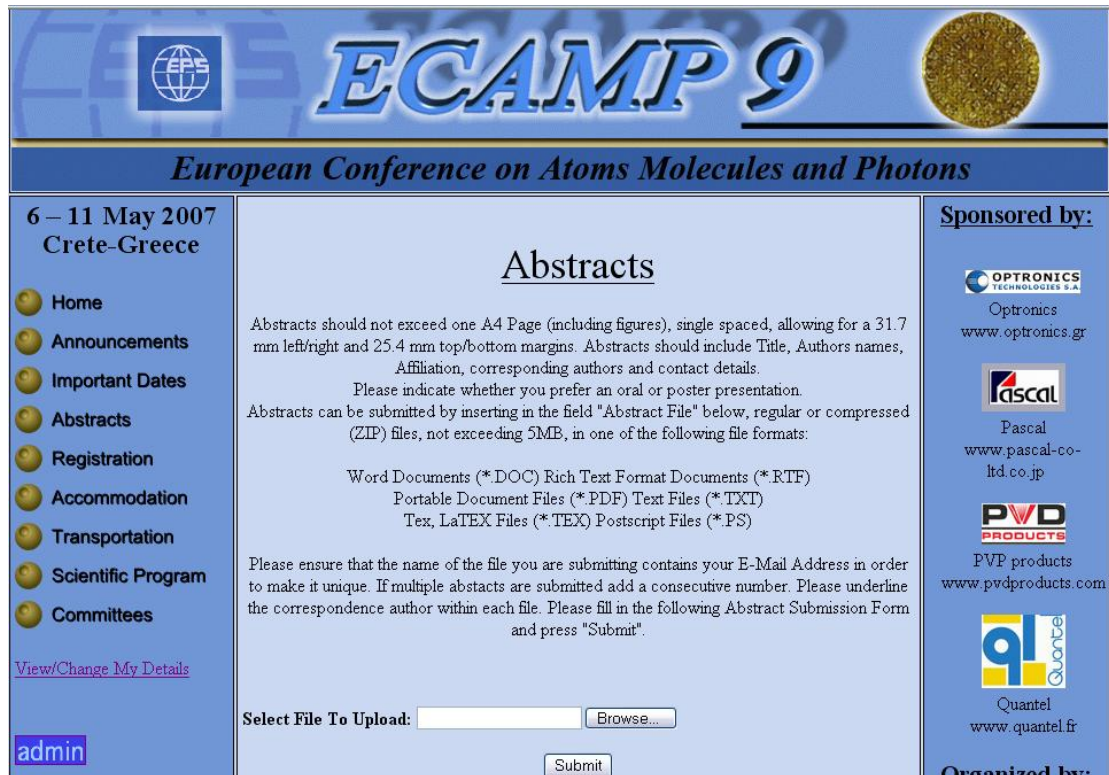 EPS
ECAMP 9
European Conference on Atoms Molecules and Photons
6 – 11 May 2007
Crete-Greece
Home
Announcements
Important Dates
Abstracts
Registration
Accommodation
Transportation
Scientific Program
Committees
View/Change My Details
admin
Abstracts
Abstracts should not exceed one A4 Page (including figures), single spaced, allowing for a 31.7
mm left/right and 25.4 mm top/bottom margins. Abstracts should include Title, Authors names,
Affiliation, corresponding authors and contact details.
Please indicate whether you prefer an oral or poster presentation.
Abstracts can be submitted by inserting in the field "Abstract File" below, regular or compressed
(ZIP) files, not exceeding 5MB, in one of the following file formats:
Word Documents (*.DOC) Rich Text Format Documents (*.RTF)
Portable Document Files (*.PDF) Text Files (*.TXT)
Tex, LaTEX Files (*.TEX) Postscript Files (*.PS)
Please ensure that the name of the file you are submitting contains your E-Mail Address in order
to make it unique. If multiple abstacts are submitted add a consecutive number. Please underline
the correspondence author within each file. Please fill in the following Abstract Submission Form
and press "Submit".
Select File To Upload: Browse...
Submit
Sponsored by:
OPTRONICS
TECHNOLOGIES S.A.
Optronics
www.optronics.gr
Pascal
Pascal
www.pascal-co-
ltd.co.jp
PVD
PRODUCTS
PVP products
www.pvdproducts.com
ql
Quantel
Quantel
www.quantel.fr
Organized by: